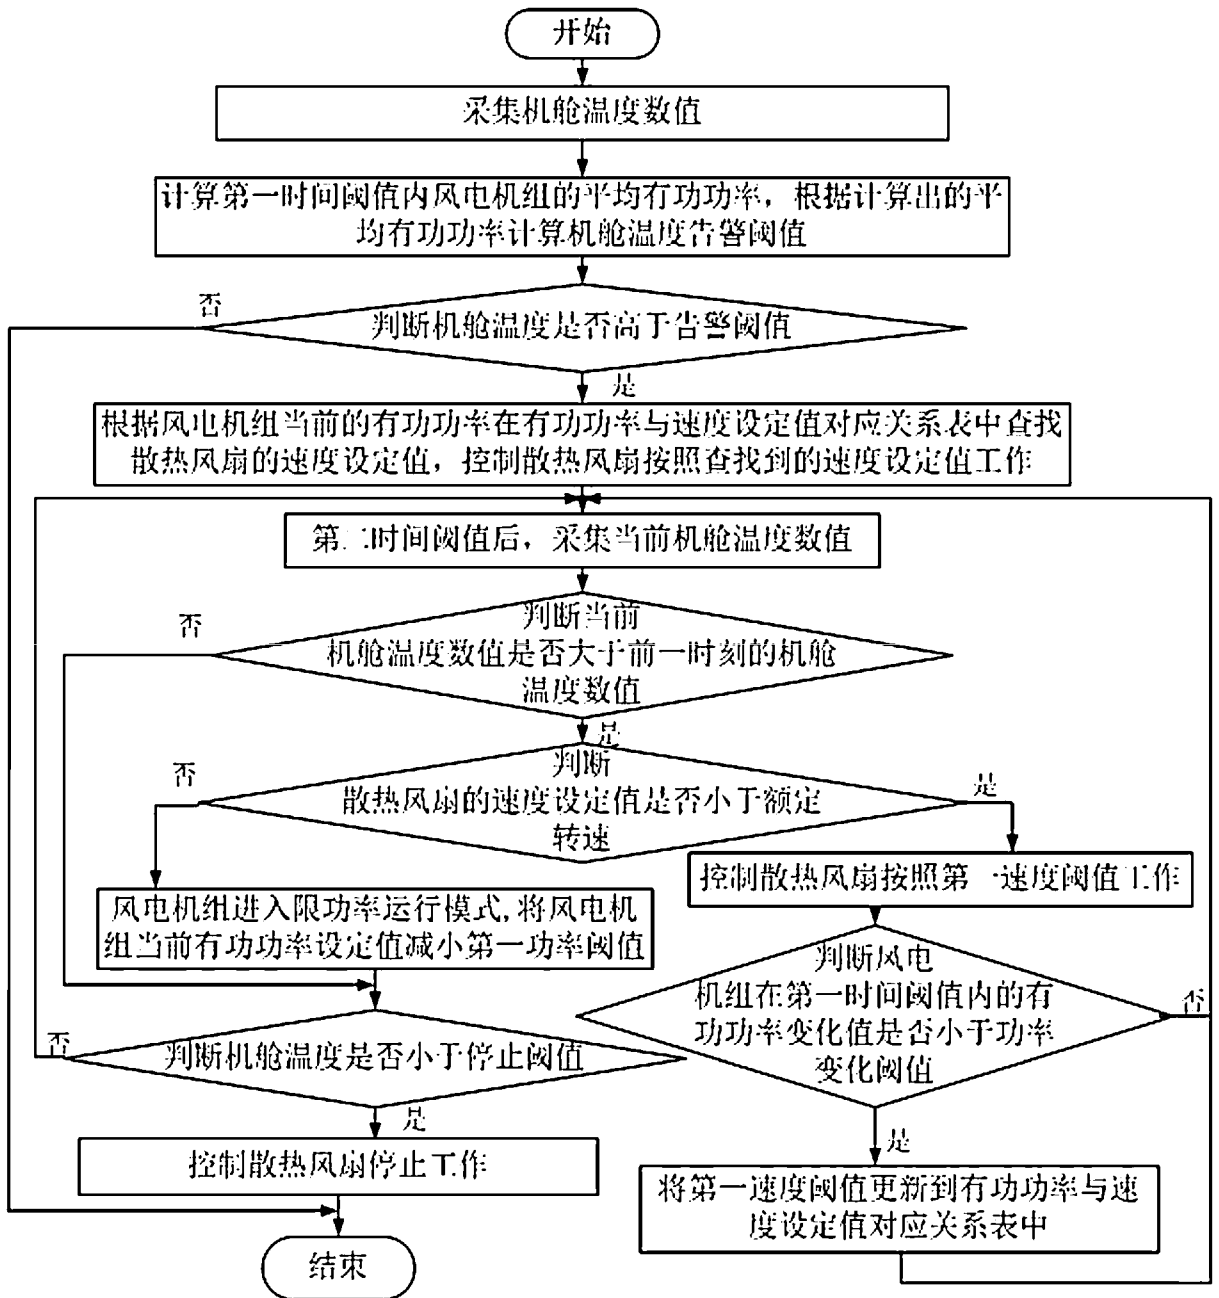 开始
采集机舱温度数值
计算第一时间阈值内风电机组的平均有功功率，根据计算出的平
均有功功率计算机舱温度告警阈值
否
判断机舱温度是否高于告警阈值
是
根据风电机组当前的有功功率在有功功率与速度设定值对应关系表中查找
散热风扇的速度设定值，控制散热风扇按照查找到的速度设定值工作
第二时间阈值后，采集当前机舱温度数值
否
判断当前
机舱温度数值是否大于前一时刻的机舱
温度数值
是
否
判断
散热风扇的速度设定值是否小于额定
转速
是
风电机组进入限功率运行模式,将风电机
组当前有功功率设定值减小第一功率阈值
控制散热风扇按照第一速度阈值工作
判断风电
机组在第一时间阈值内的有
功功率变化值是否小于功率
变化阈值
否
否
判断机舱温度是否小于停止阈值
是
是
控制散热风扇停止工作
将第一速度阈值更新到有功功率与速
度设定值对应关系表中
结束